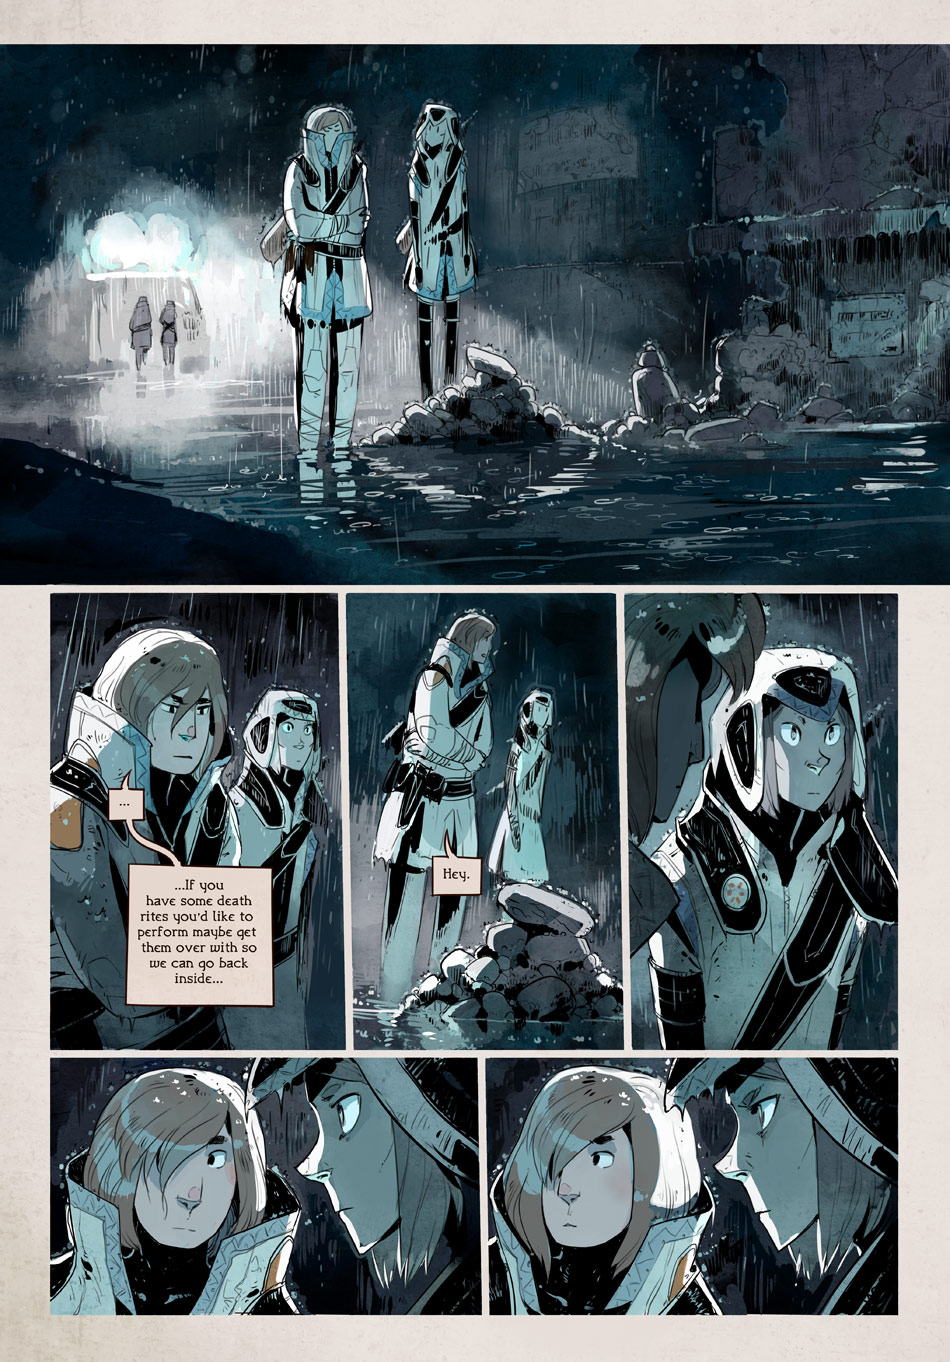 ...
...If you
have some death
rites you'd like to
perform maybe get
them over with so
we can go back
inside...
Hey.